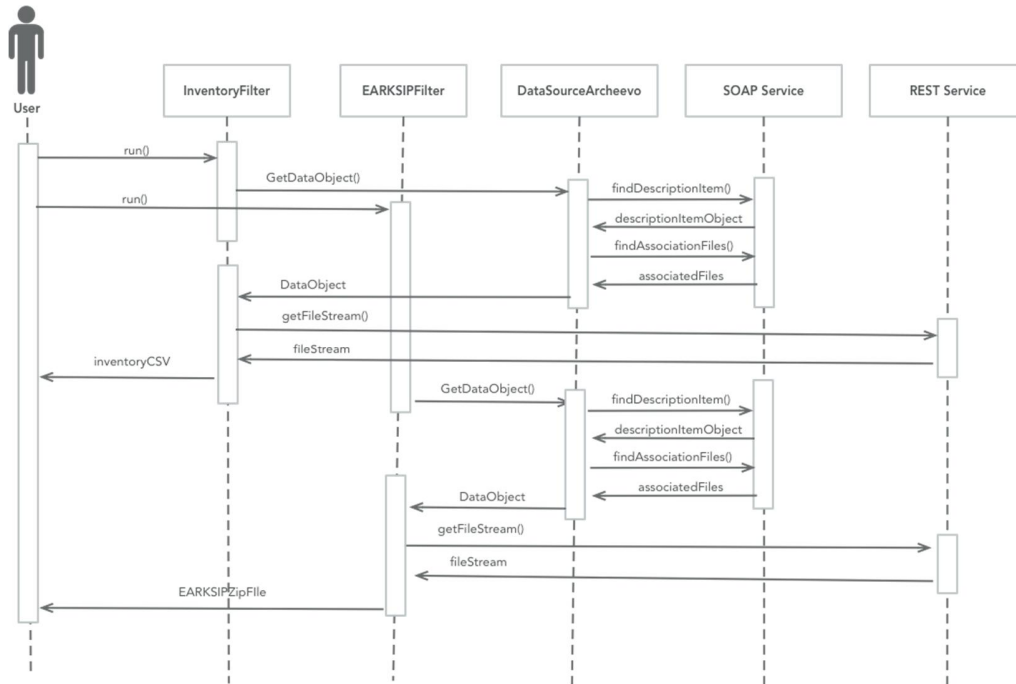 User
InventoryFilter
EARKSIPFilter
DataSourceArcheevo
SOAP Service
REST Service
run()
GetDataObject()
findDescriptionItem()
run()
descriptionItemObject
findAssociationFiles()
associatedFiles
DataObject
getFileStream()
fileStream
inventoryCSV
GetDataObject()
findDescriptionItem()
descriptionItemObject
findAssociationFiles()
associatedFiles
DataObject
getFileStream()
fileStream
EARKSIPZipFIle